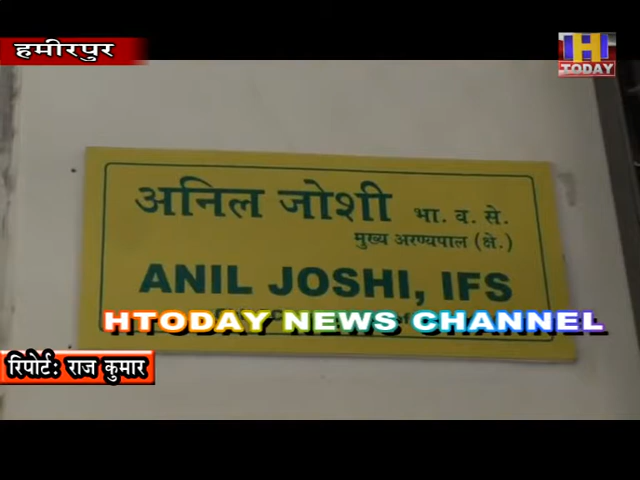 हमीरपुर
H
TODAY
अनिल जोशी भा. व. से.
मुख्य अरण्यपाल (क्षे.)
ANIL JOSHI, IFS
HTODAY NEWS CHANNEL
रिपोर्टः राज कुमार